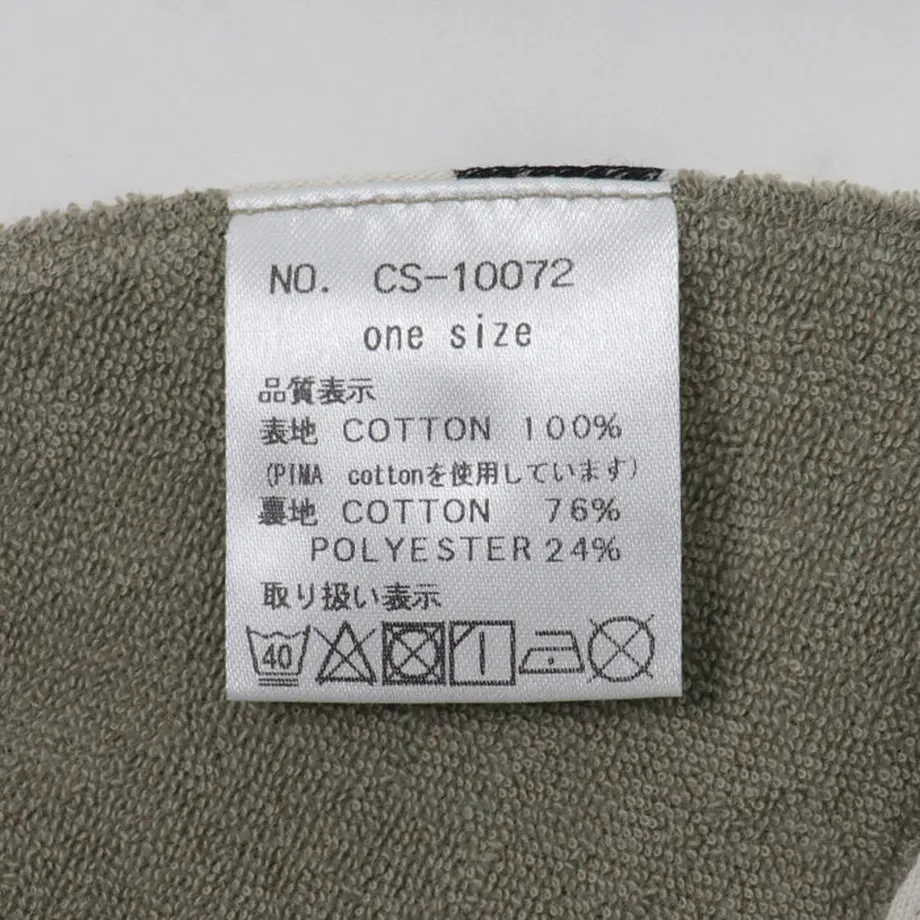 NO. CS-10072
one size
品質表示
表地 COTTON 100%
(PIMA cottonを使用しています)
裏地 COTTON 76%
POLYESTER 24%
取り扱い表示
40